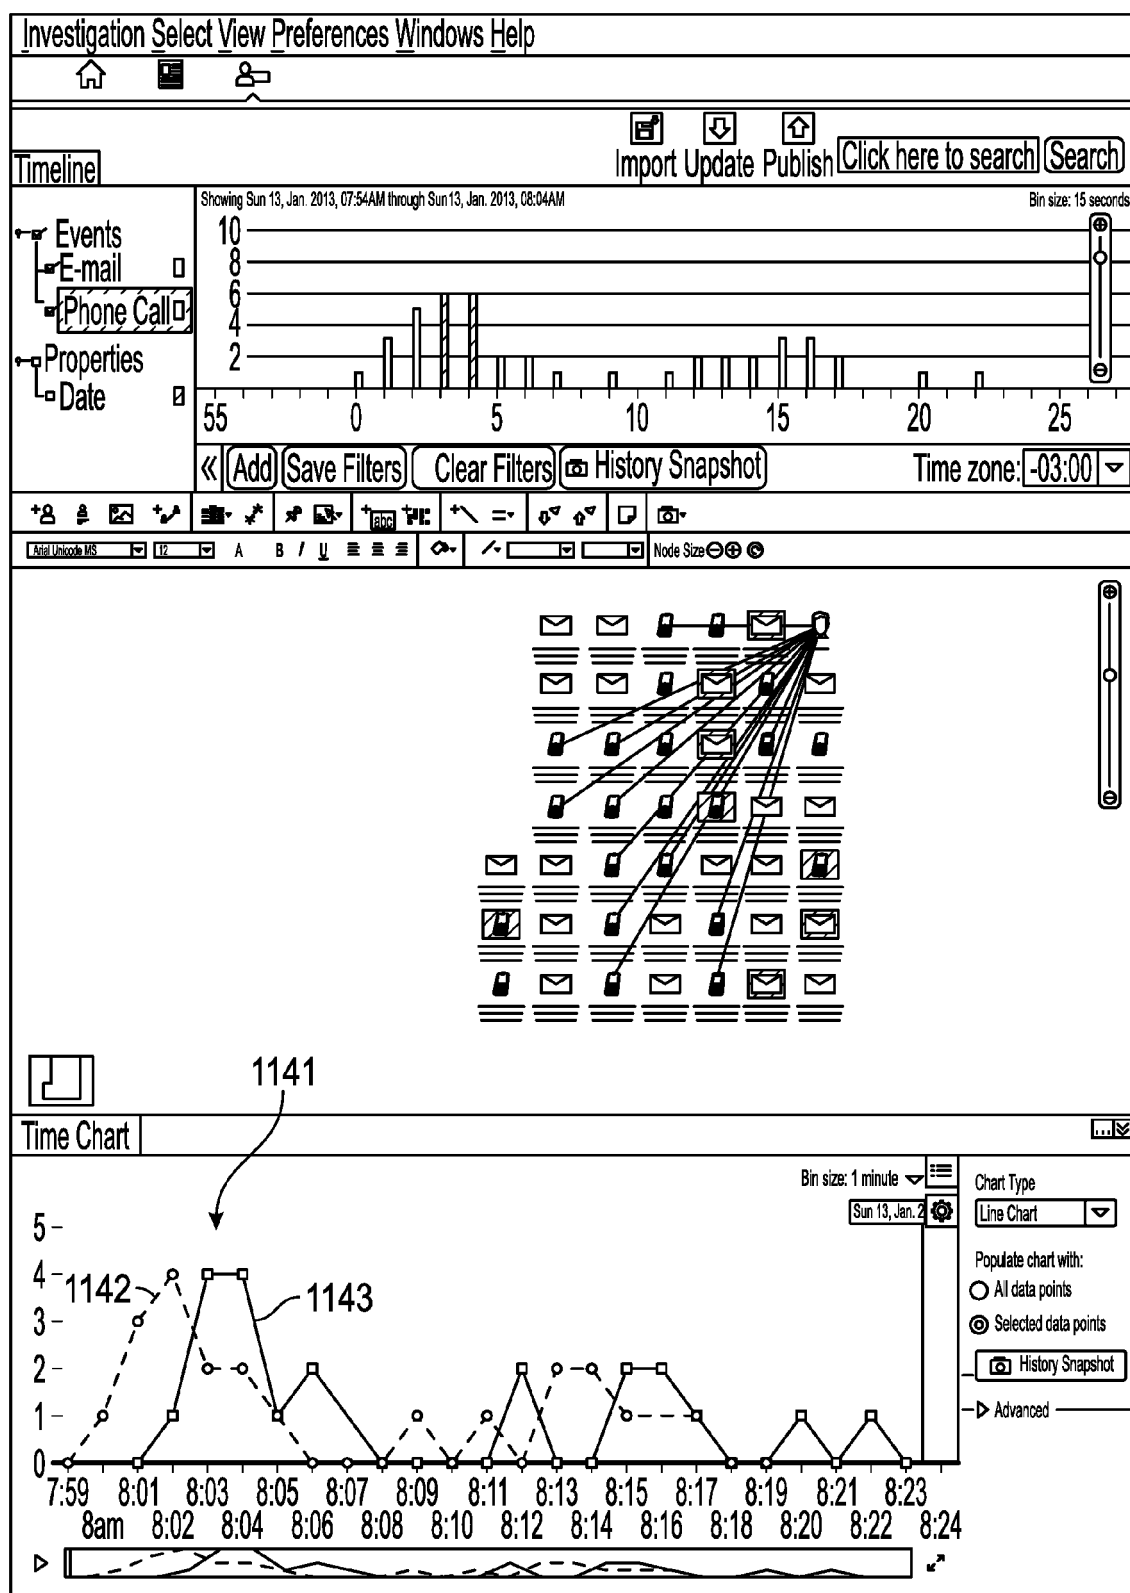 Investigation Select View Preferences Windows Help
Import Update Publish Click here to search Search
Timeline
Showing Sun 13, Jan. 2013, 07:54AM through Sun13, Jan. 2013, 08:04AM Bin size: 15 seconds
Events
E-mail
Phone Call
Properties
Date
10
8
6
4
2
55 0 5 10 15 20 25
« Add Save Filters Clear Filters History Snapshot Time zone: -03:00
abc
Arial Unicode MS 12 A B I U Node Size
1141
Time Chart
Bin size: 1 minute
Sun 13, Jan. 2
Chart Type
Line Chart
Populate chart with:
All data points
Selected data points
History Snapshot
Advanced
5
4
3
2
1
0
1142
1143
7:59 8:01 8:03 8:05 8:07 8:09 8:11 8:13 8:15 8:17 8:19 8:21 8:23
8am 8:02 8:04 8:06 8:08 8:10 8:12 8:14 8:16 8:18 8:20 8:22 8:24